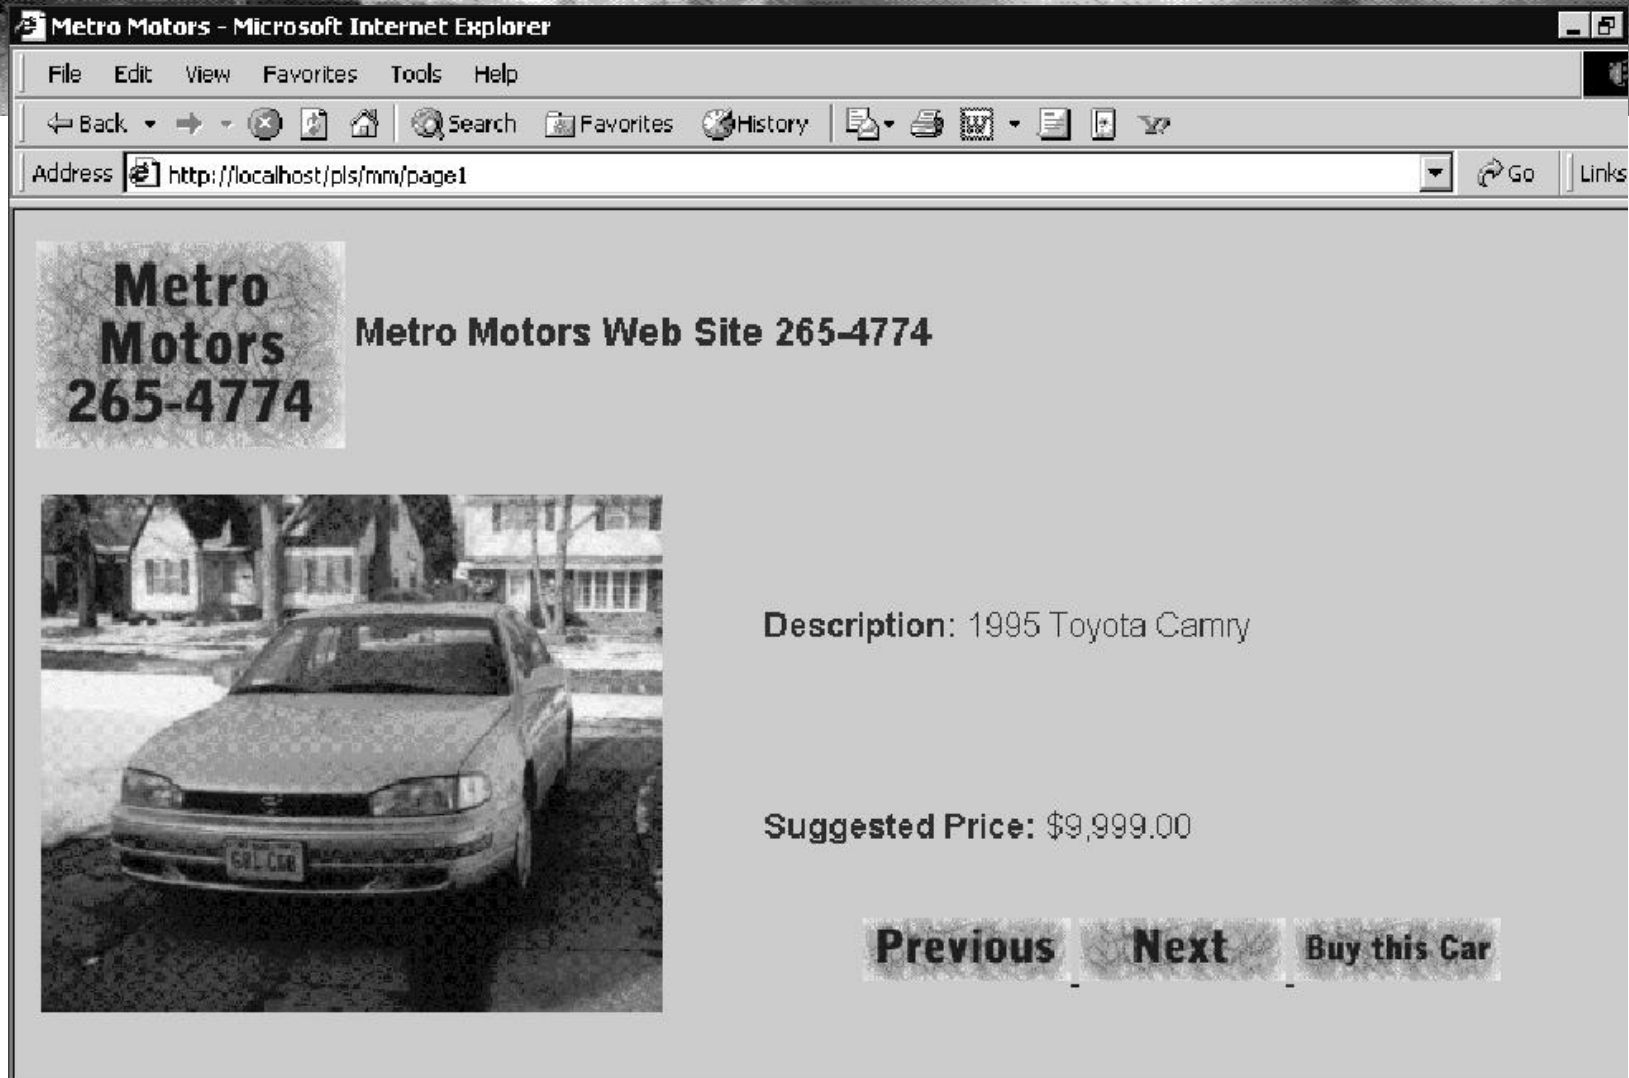 Metro Motors - Microsoft Internet Explorer
File Edit View Favorites Tools Help
Back Search Favorites History
Address http://localhost/pls/mm/page1 Go Links
Metro
Motors
265-4774
Metro Motors Web Site 265-4774
Description: 1995 Toyota Camry
Suggested Price: $9,999.00
Previous Next Buy this Car